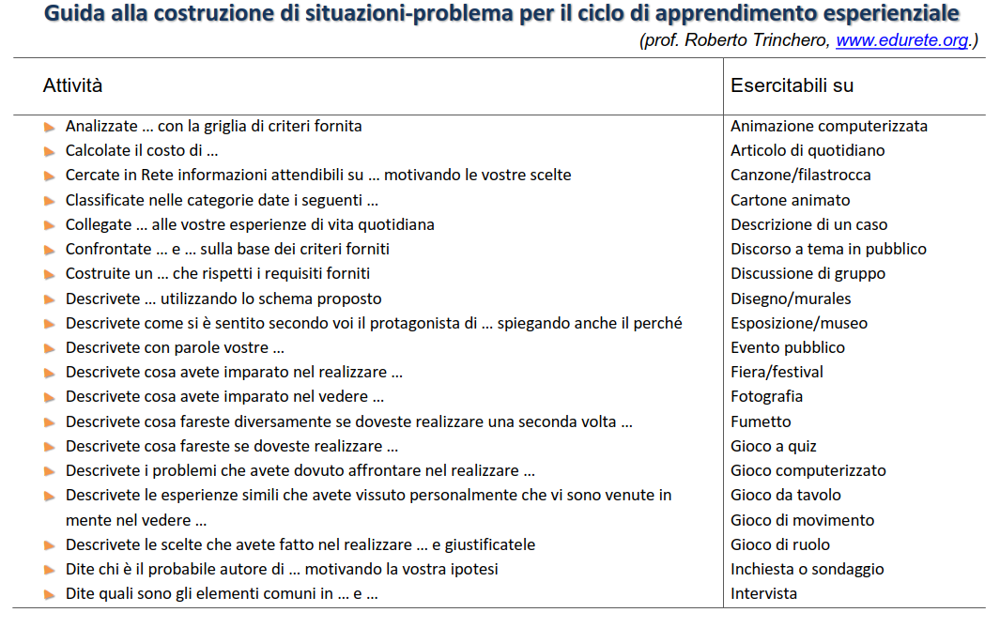 Guida alla costruzione di situazioni-problema per il ciclo di apprendimento esperienziale
(prof. Roberto Trinchero, www.edurete.org.)
Attività
Esercitabili su
Analizzate ... con la griglia di criteri fornita
Animazione computerizzata
Calcolate il costo di ...
Articolo di quotidiano
Cercate in Rete informazioni attendibili su ... motivando le vostre scelte
Canzone/filastrocca
Classificate nelle categorie date i seguenti ...
Cartone animato
Collegate ... alle vostre esperienze di vita quotidiana
Descrizione di un caso
Confrontate ... e ... sulla base dei criteri forniti
Discorso a tema in pubblico
Costruite un ... che rispetti i requisiti forniti
Discussione di gruppo
Descrivete ... utilizzando lo schema proposto
Disegno/murales
Descrivete come si è sentito secondo voi il protagonista di ... spiegando anche il perché
Esposizione/museo
Descrivete con parole vostre ...
Evento pubblico
Descrivete cosa avete imparato nel realizzare ...
Fiera/festival
Descrivete cosa avete imparato nel vedere ...
Fotografia
Descrivete cosa fareste diversamente se doveste realizzare una seconda volta ...
Fumetto
Descrivete cosa fareste se doveste realizzare ...
Gioco a quiz
Descrivete i problemi che avete dovuto affrontare nel realizzare ...
Gioco computerizzato
Descrivete le esperienze simili che avete vissuto personalmente che vi sono venute in
Gioco da tavolo
mente nel vedere ...
Gioco di movimento
Descrivete le scelte che avete fatto nel realizzare ... e giustificatele
Gioco di ruolo
Dite chi è il probabile autore di ... motivando la vostra ipotesi
Inchiesta o sondaggio
Dite quali sono gli elementi comuni in ... e ...
Intervista